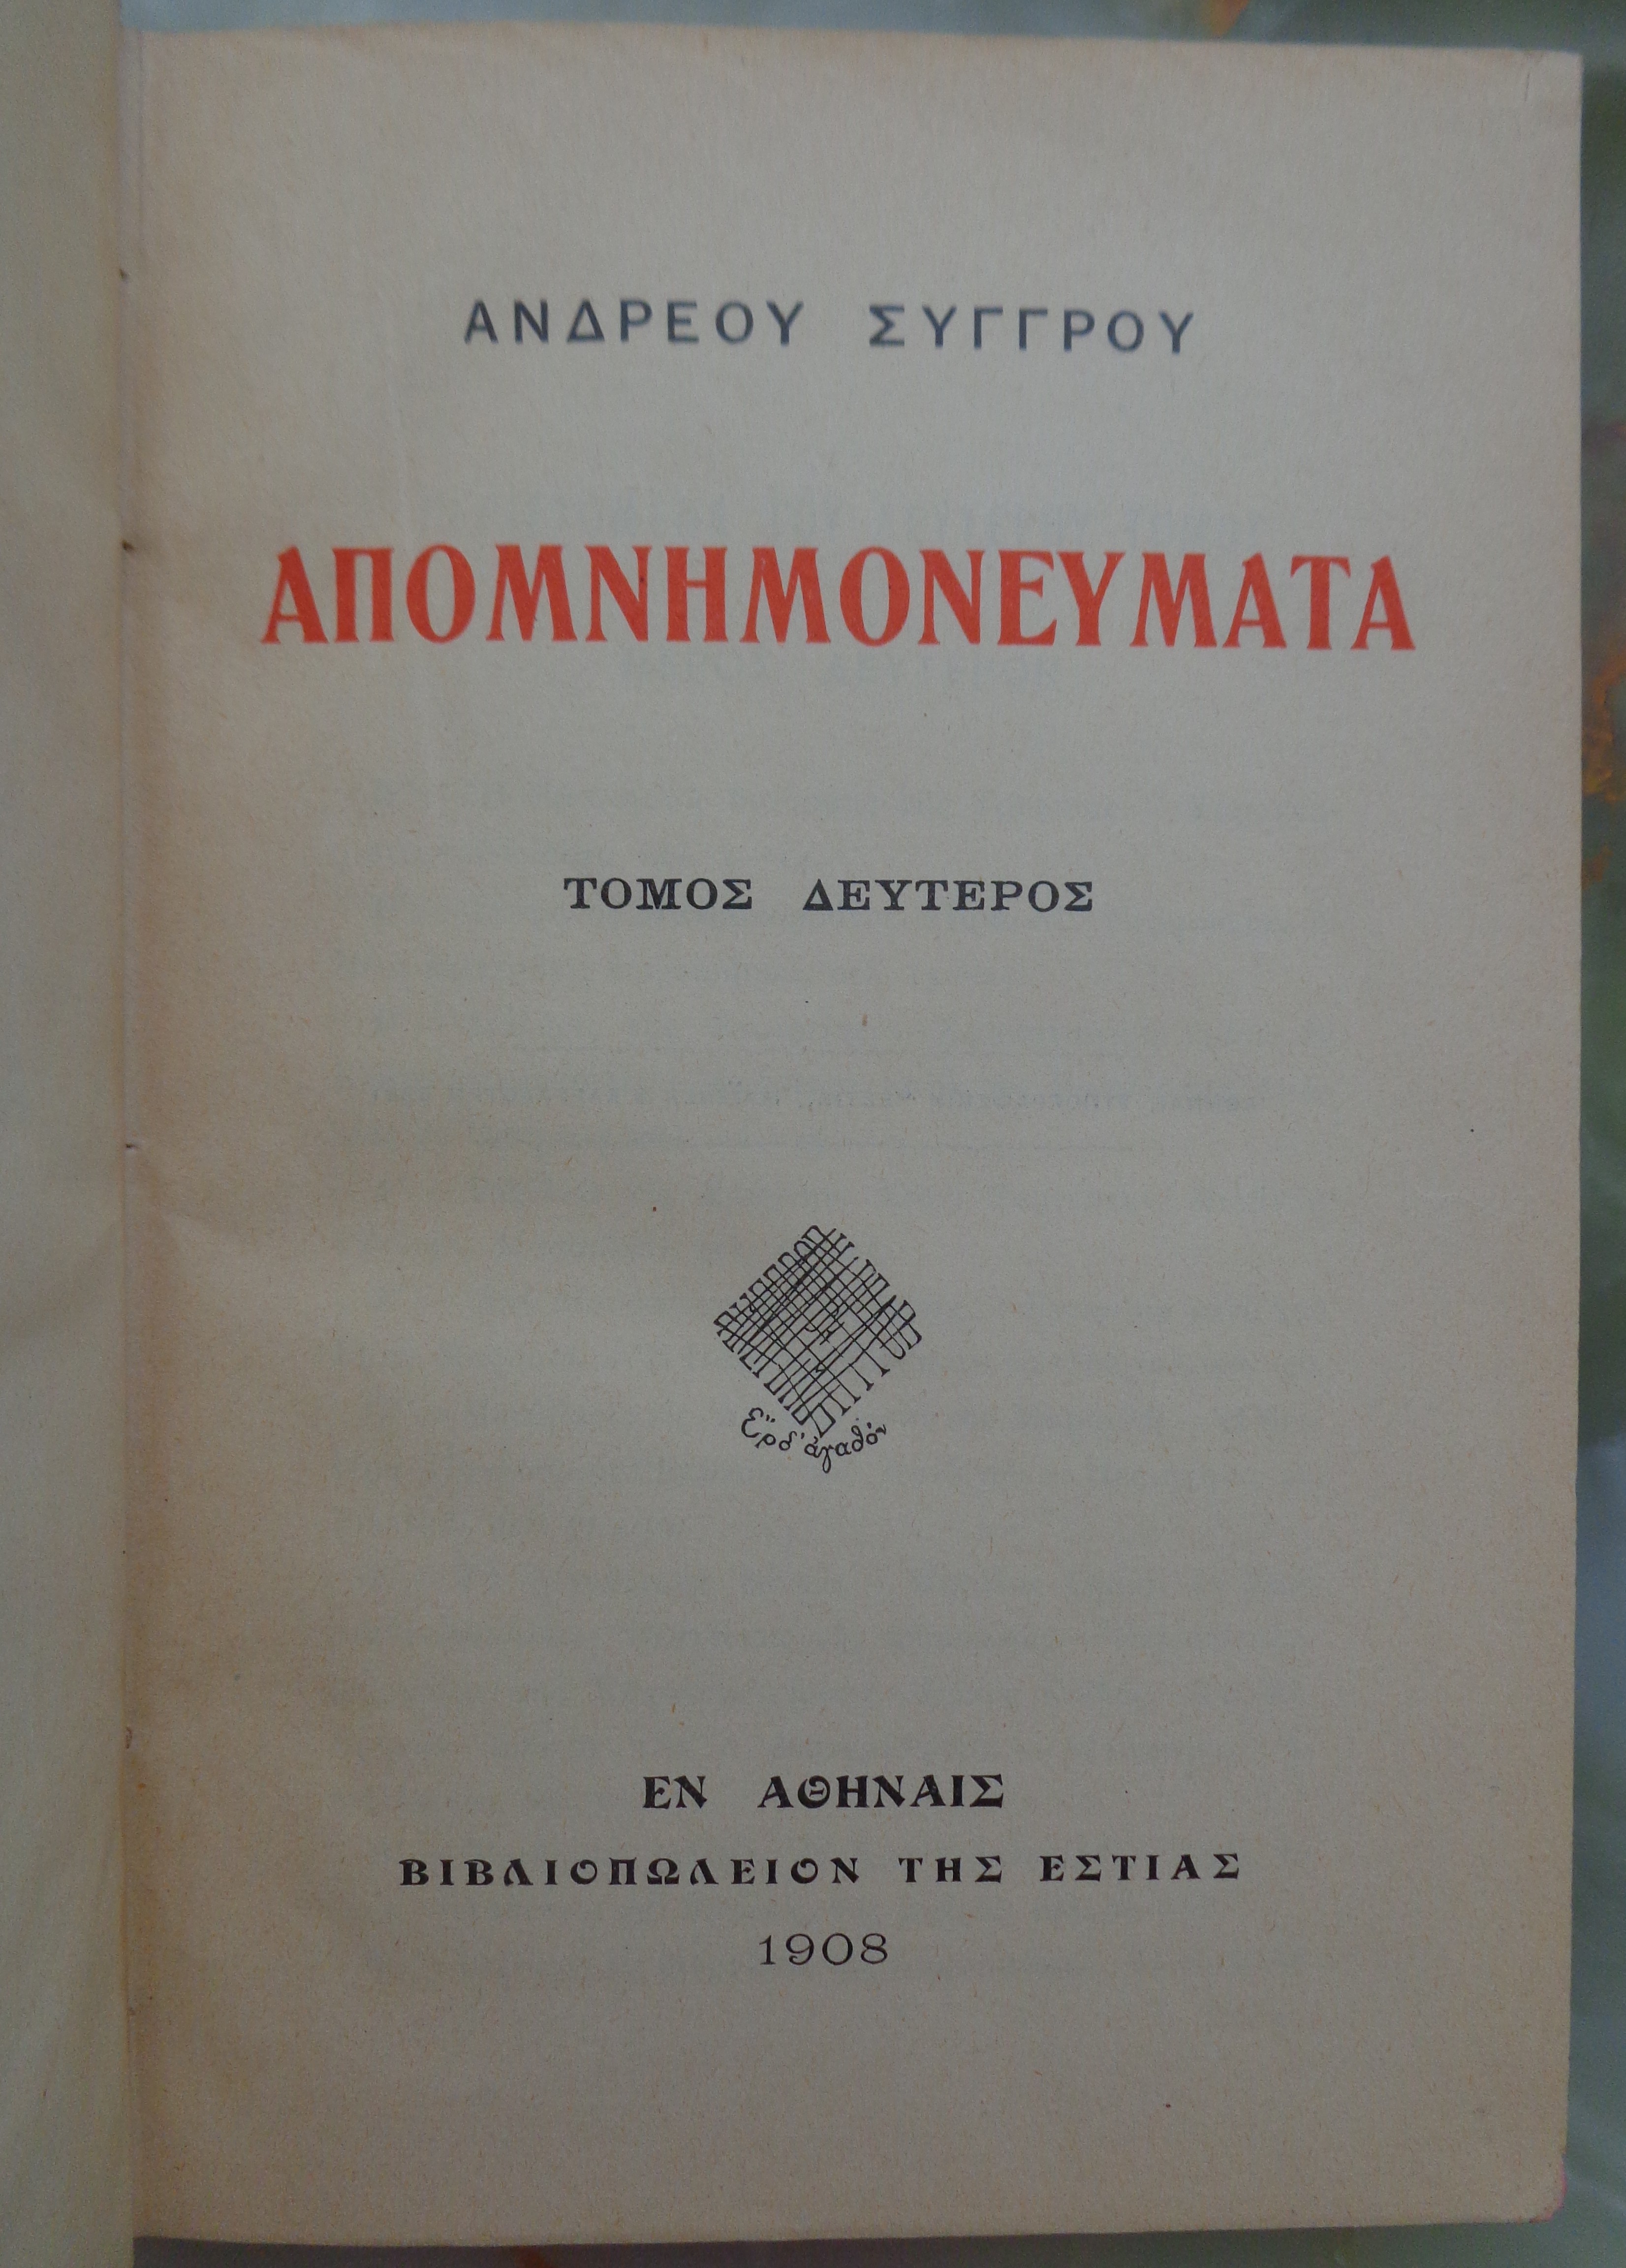 ΑΝΔΡΕΟΥ ΣΥΓΓΡΟΥ
ΑΠΟΜΝΗΜΟΝΕΥΜΑΤΑ
ΤΟΜΟΣ ΔΕΥΤΕΡΟΣ
Ἔρδ' ἀγαθόν
ΕΝ ΑΘΗΝΑΙΣ
ΒΙΒΛΙΟΠΩΛΕΙΟΝ ΤΗΣ ΕΣΤΙΑΣ
1908